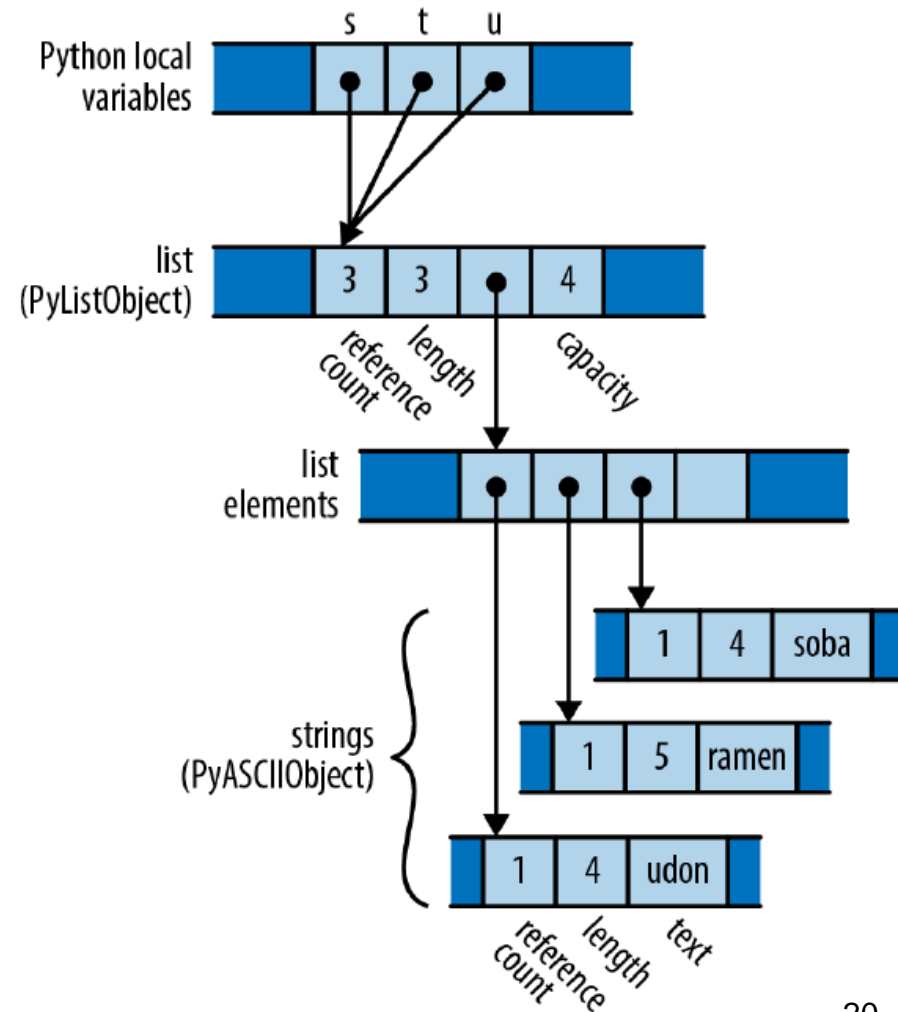 s t u
Python local
variables
list
(PyListObject)
3 3 4
reference
count
length
capacity
list
elements
1 4 soba
strings
(PyASCIIObject)
1 5 ramen
1 4 udon
reference
count
length
text